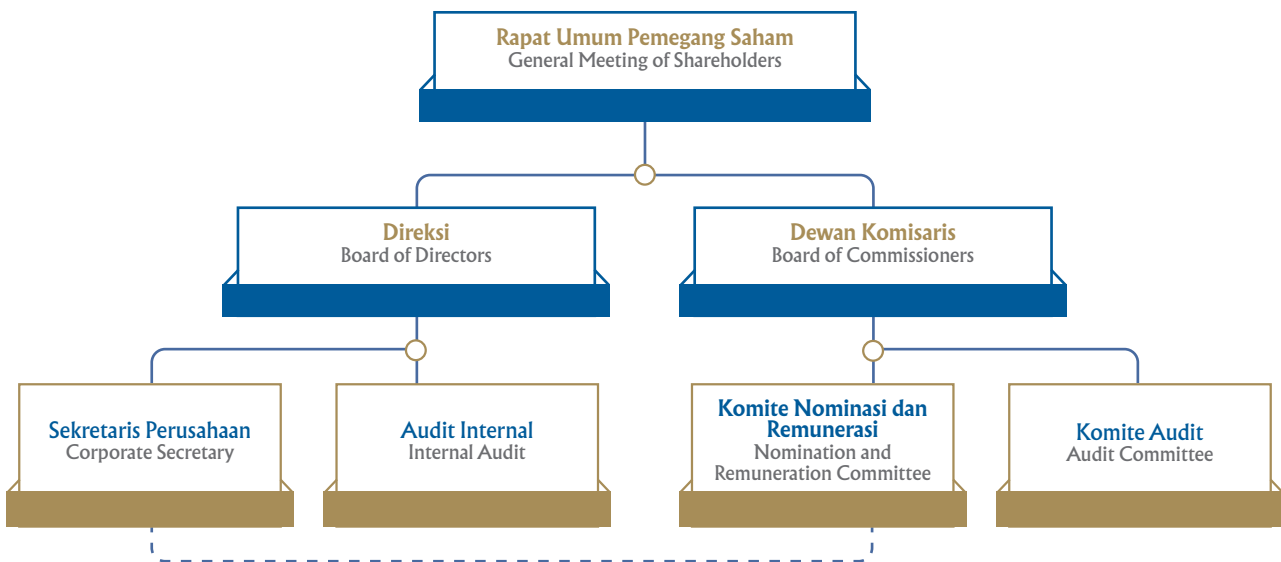 Rapat Umum Pemegang Saham
General Meeting of Shareholders
Direksi
Board of Directors
Dewan Komisaris
Board of Commissioners
Sekretaris Perusahaan
Corporate Secretary
Audit Internal
Internal Audit
Komite Nominasi dan
Remunerasi
Nomination and
Remuneration Committee
Komite Audit
Audit Committee